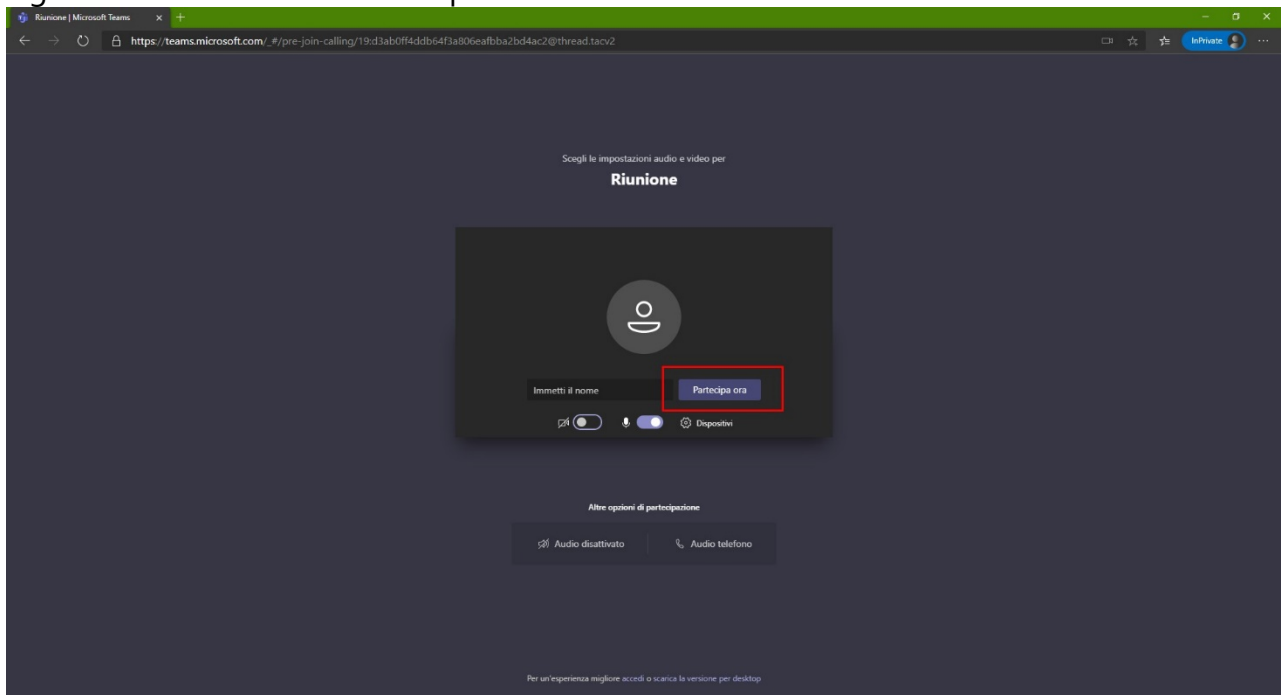 Riunione | Microsoft Teams
https://teams.microsoft.com/_#/pre-join-calling/19:d3ab0ff4ddb64f3a806eafbba2bd4ac2@thread.tacv2
InPrivate
Scegli le impostazioni audio e video per
Riunione
Immetti il nome
Partecipa ora
Dispositivi
Altre opzioni di partecipazione
Audio disattivato
Audio telefono
Per un'esperienza migliore accedi o scarica la versione per desktop